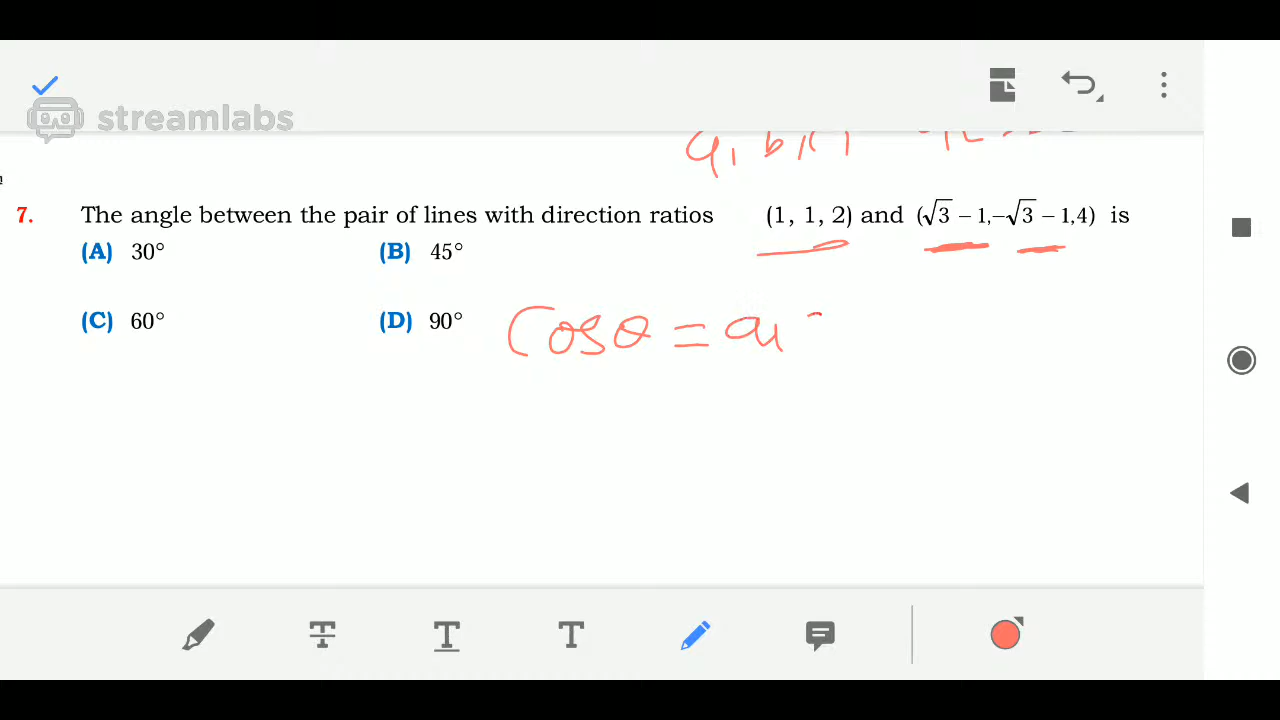 streamlabs
7. The angle between the pair of lines with direction ratios (1, 1, 2) and (√3 − 1,−√3 − 1,4) is
(A) 30° (B) 45°
(C) 60° (D) 90°
Cosθ = a1